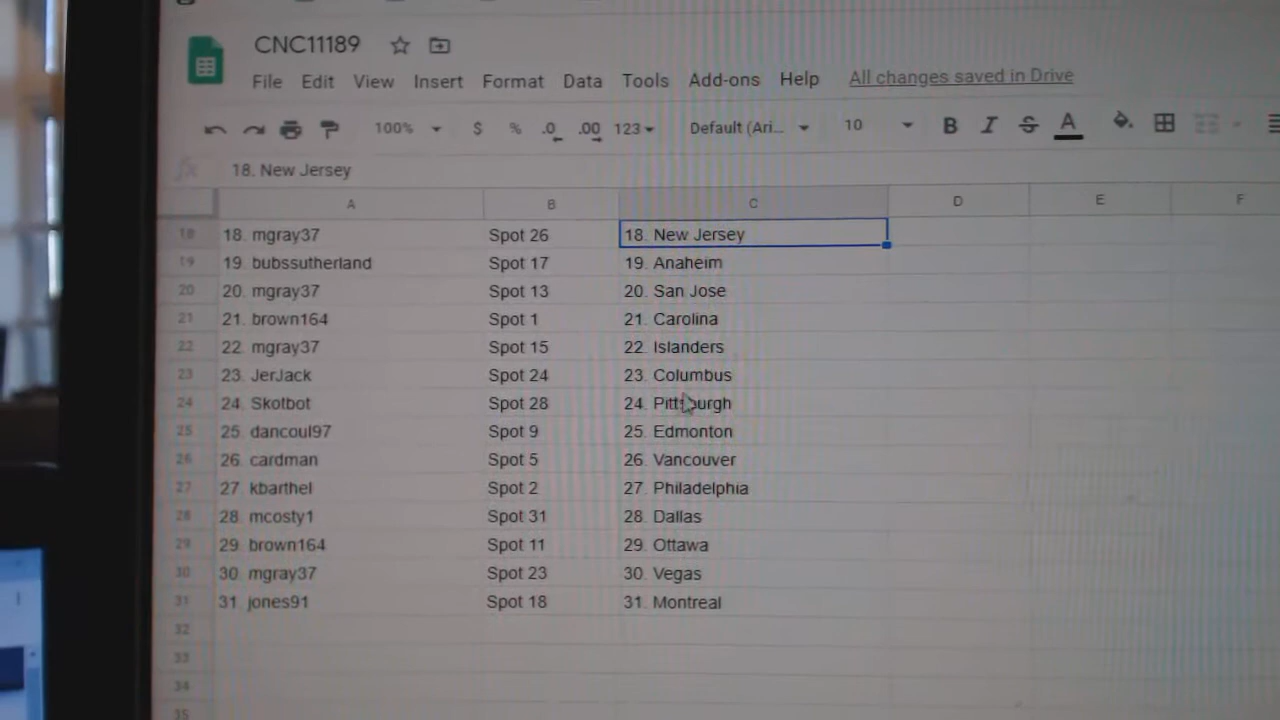 CNC11189
File Edit View Insert Format Data Tools Add-ons Help All changes saved in Drive
100% $ % .0 .00 123 Default (Ari... 10 B I S A
fx 18. New Jersey
A B C D E F
18 18. mgray37 Spot 26 18. New Jersey
19 19. bubssutherland Spot 17 19. Anaheim
20 20. mgray37 Spot 13 20. San Jose
21 21. brown164 Spot 1 21. Carolina
22 22. mgray37 Spot 15 22. Islanders
23 23. JerJack Spot 24 23. Columbus
24 24. Skotbot Spot 28 24. Pittsburgh
25 25. dancoul97 Spot 9 25. Edmonton
26 26. cardman Spot 5 26. Vancouver
27 27. kbarthel Spot 2 27. Philadelphia
28 28. mcosty1 Spot 31 28. Dallas
29 29. brown164 Spot 11 29. Ottawa
30 30. mgray37 Spot 23 30. Vegas
31 31. jones91 Spot 18 31. Montreal
32
33
34
35